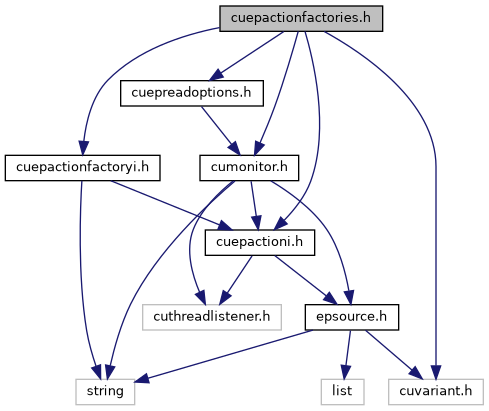 cuepactionfactories.h
cuepreadoptions.h
cuepactionfactoryi.h
cumonitor.h
cuepactioni.h
cuthreadlistener.h
epsource.h
string
list
cuvariant.h